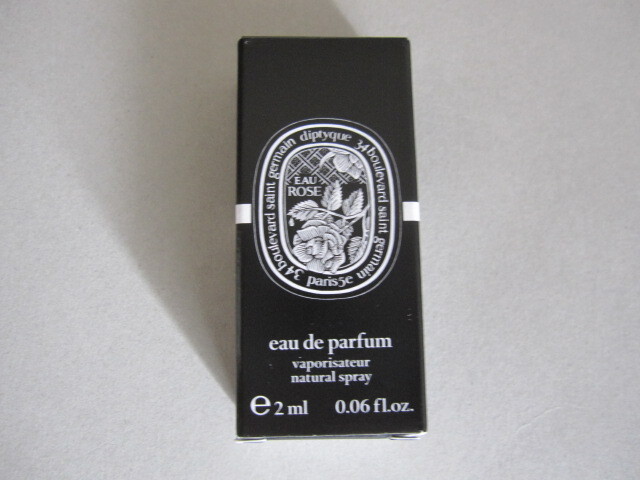 34 boulevard saint germain diptyque 34 boulevard saint germain paris 5e
EAU
ROSE
eau de parfum
vaporisateur
natural spray
e 2 ml 0.06 fl.oz.